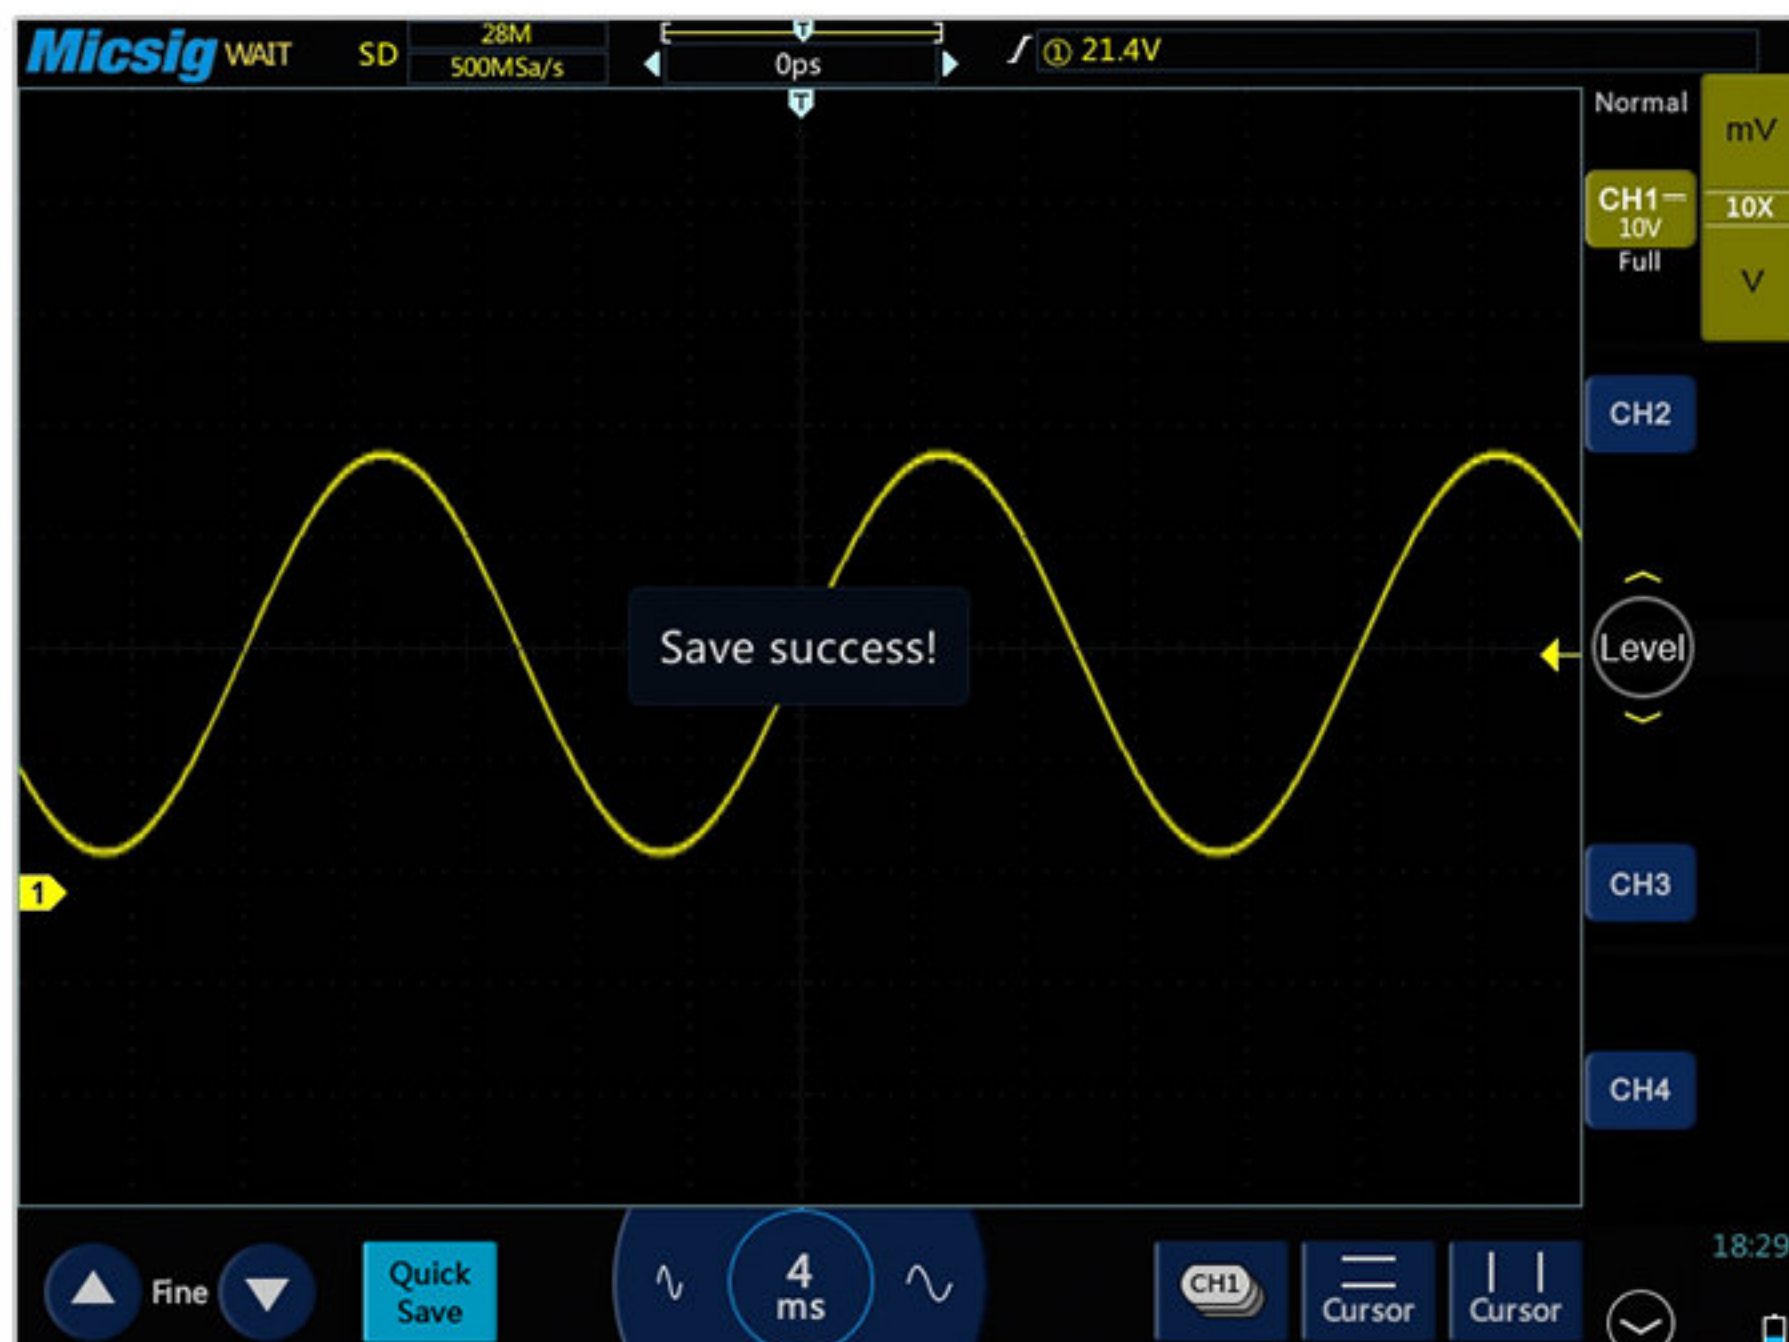 Micsig WAIT SD 28M
500MSa/s
T
0ps
① 21.4V
T
Normal
mV
CH1
10V
10X
Full
V
CH2
Save success!
Level
1
CH3
CH4
Fine
Quick
Save
4
ms
CH1
Cursor
Cursor
18:29